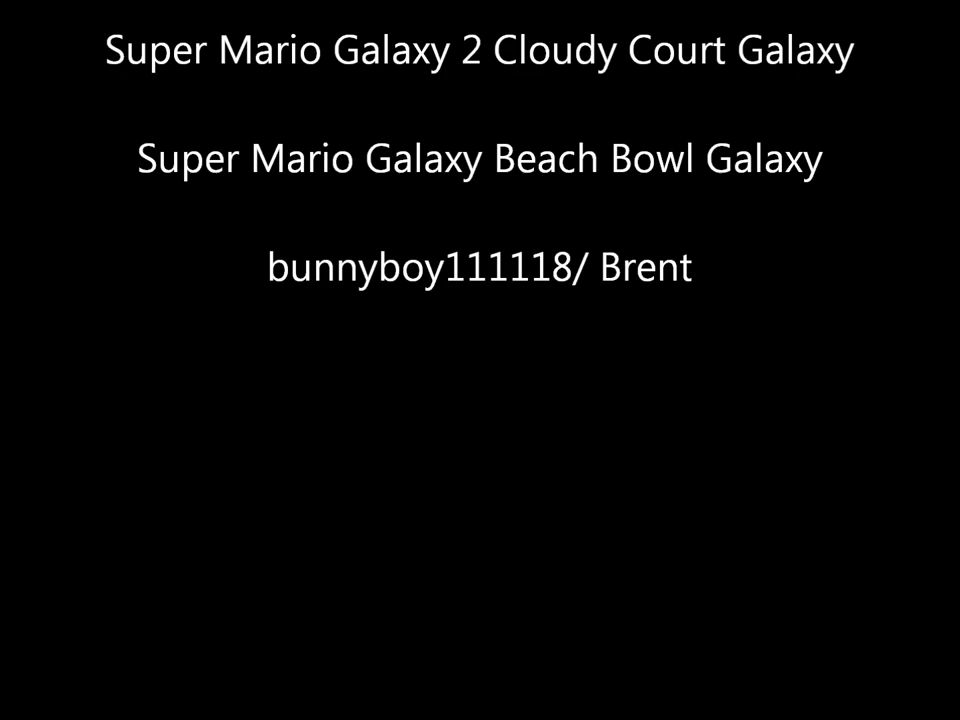 Super Mario Galaxy 2 Cloudy Court Galaxy
Super Mario Galaxy Beach Bowl Galaxy
bunnyboy111118/ Brent